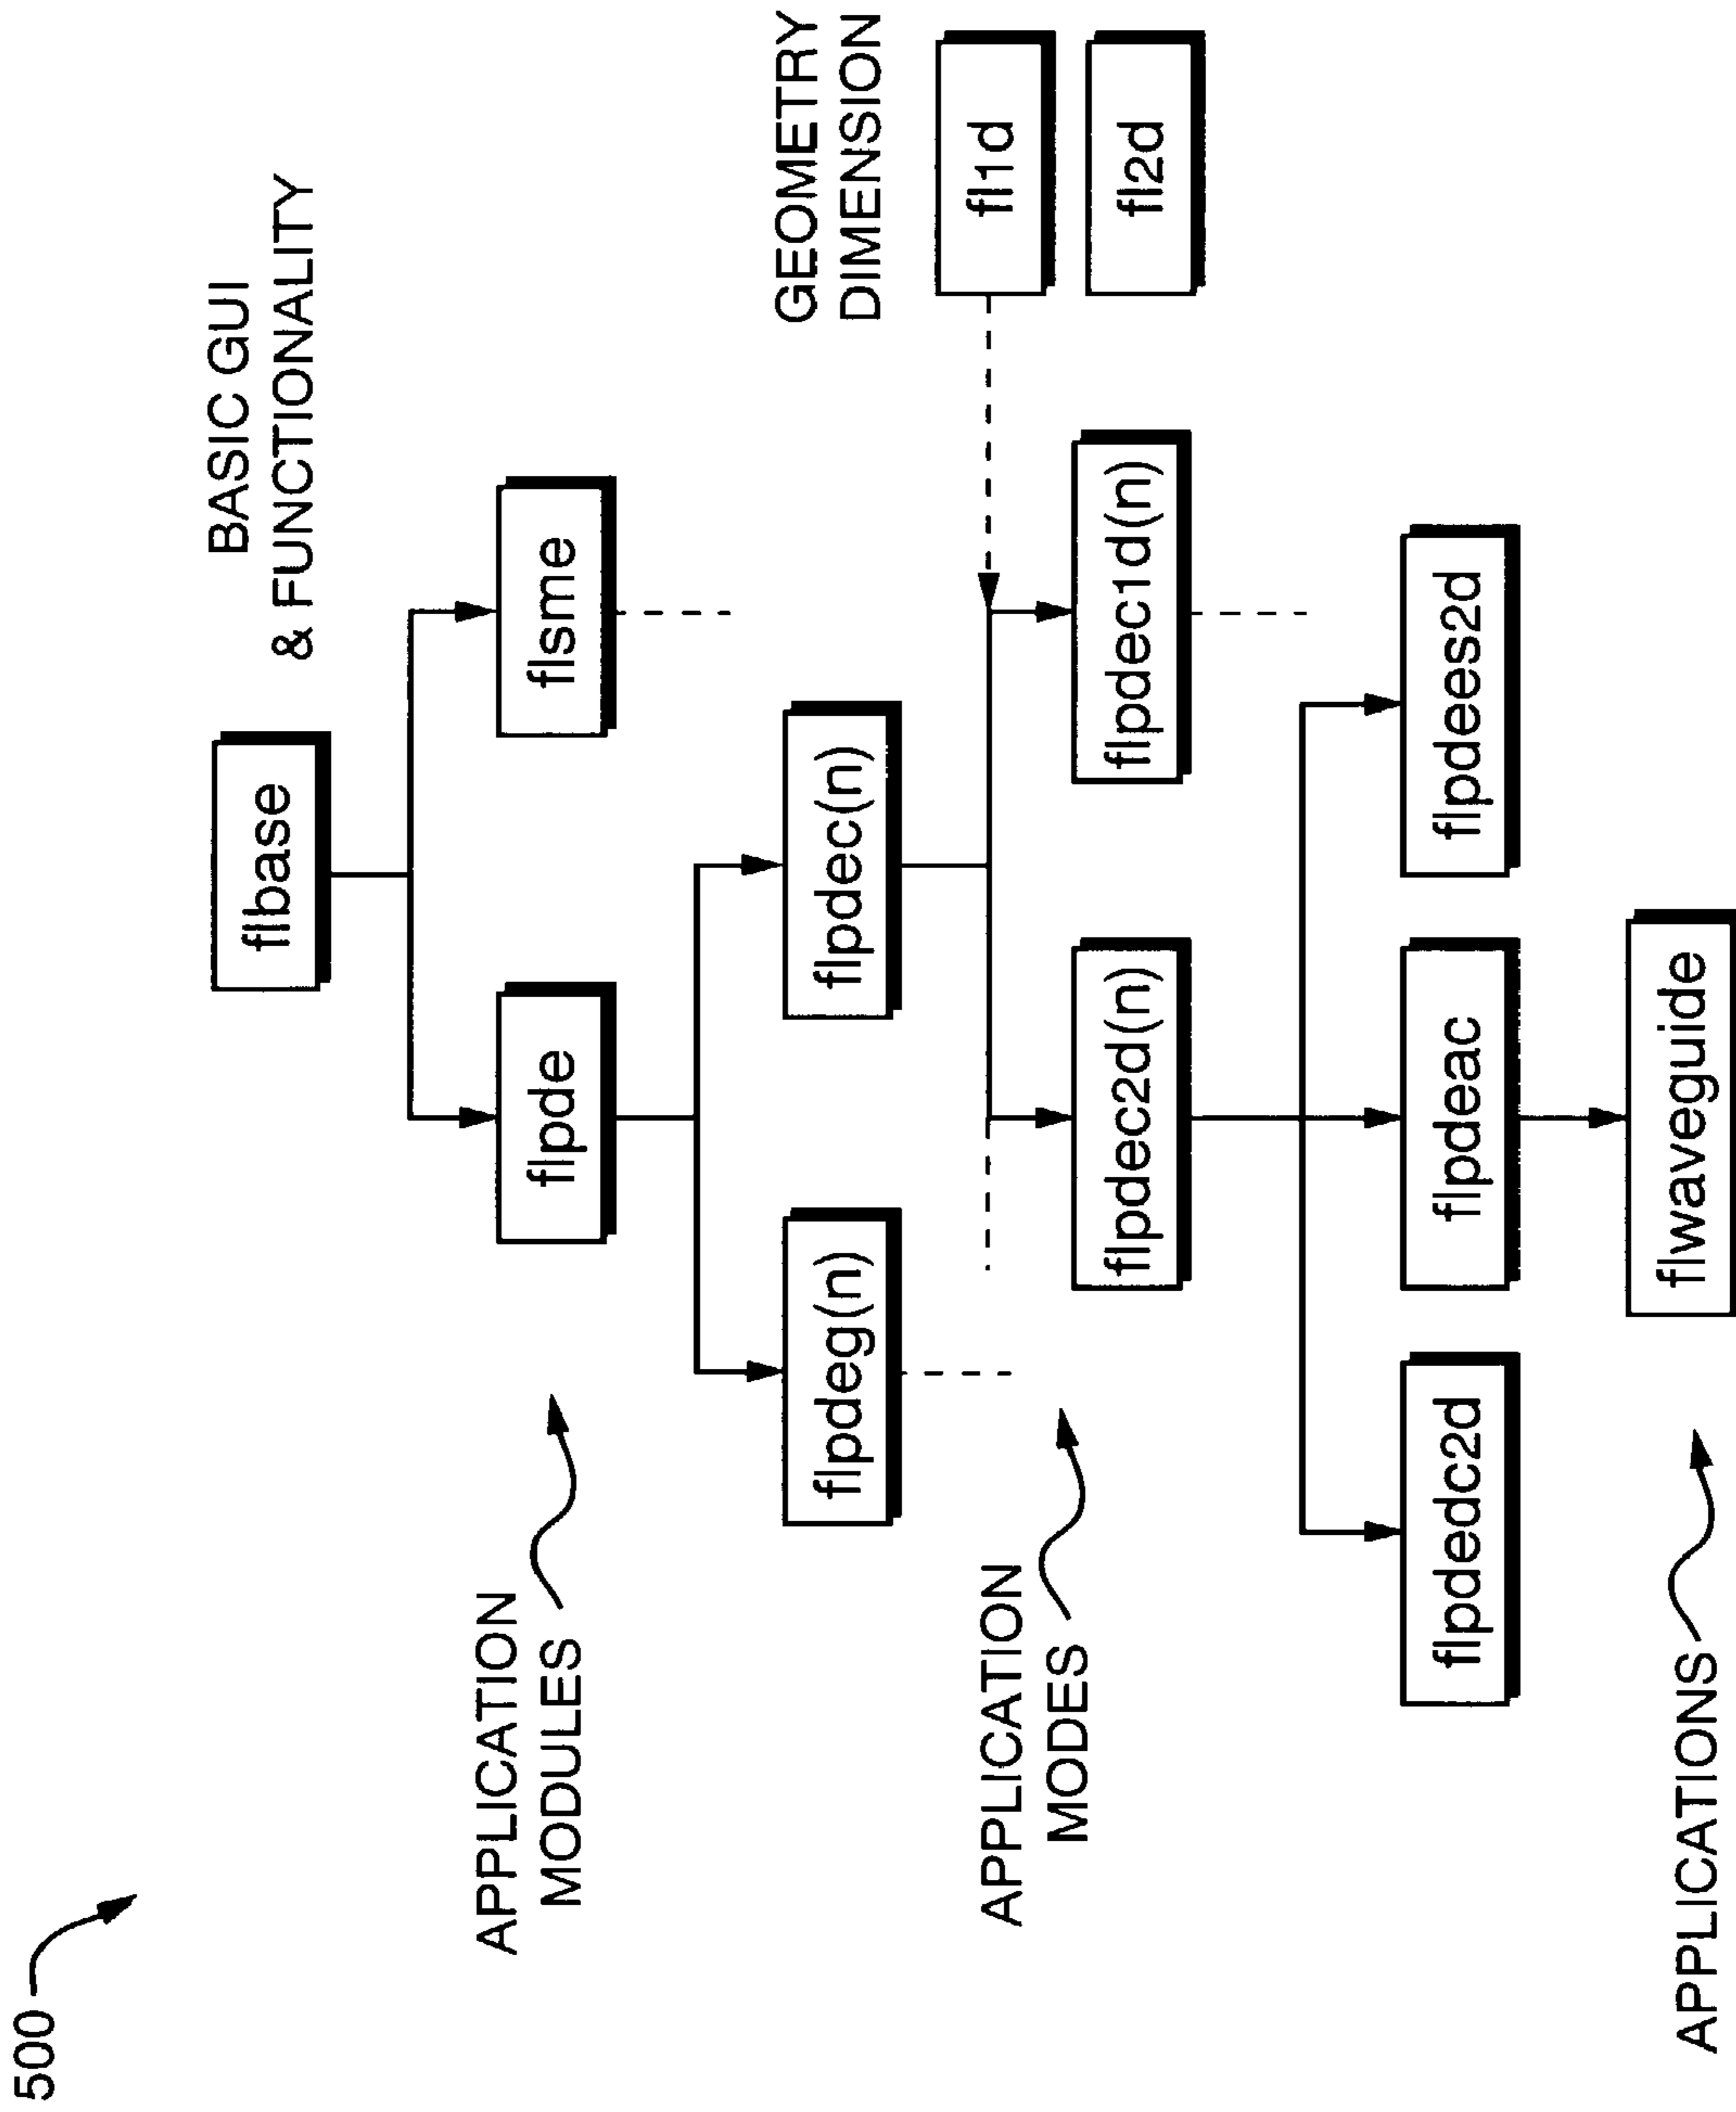 500
BASIC GUI
& FUNCTIONALITY
flbase
APPLICATION
MODULES
flpde
flsme
flpdeg(n)
flpdec(n)
GEOMETRY
DIMENSION
fl1d
fl2d
APPLICATION
MODES
flpdec2d(n)
flpdec1d(n)
flpdedc2d
flpdeac
flpdees2d
APPLICATIONS
flwaveguide